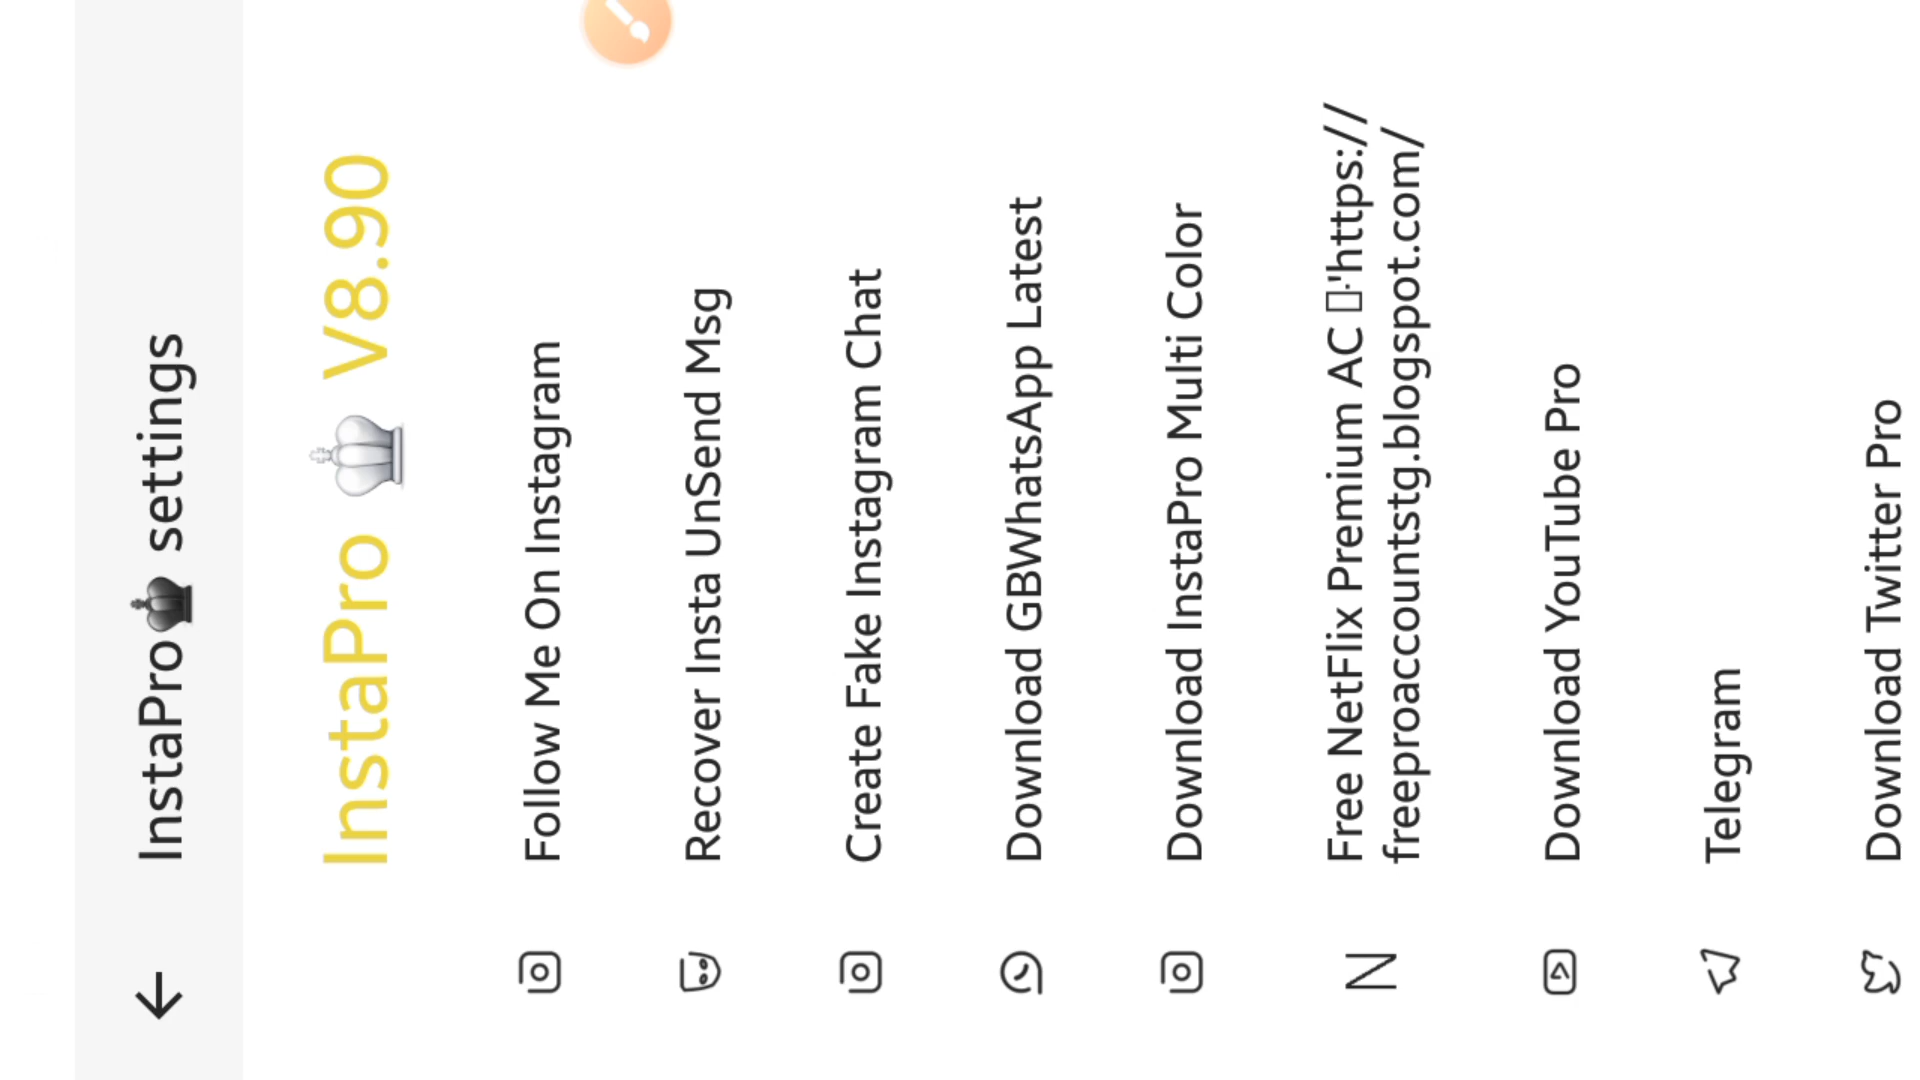 InstaPro♚ settings
InstaPro ♚ V8.90
Follow Me On Instagram
Recover Insta UnSend Msg
Create Fake Instagram Chat
Download GBWhatsApp Latest
Download InstaPro Multi Color
Free NetFlix Premium AC □·'https://
freeproaccountstg.blogspot.com/
Download YouTube Pro
Telegram
Download Twitter Pro